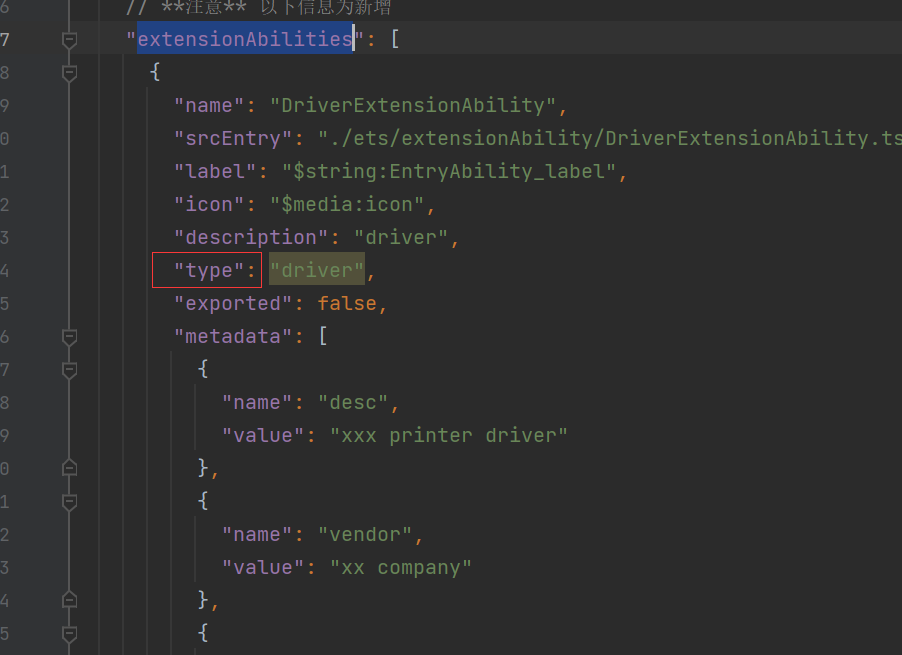 6 // **注意** 以下信息为新增
7 "extensionAbilities": [
8 {
9 "name": "DriverExtensionAbility",
0 "srcEntry": "./ets/extensionAbility/DriverExtensionAbility.ts
1 "label": "$string:EntryAbility_label",
2 "icon": "$media:icon",
3 "description": "driver",
4 "type": "driver",
5 "exported": false,
6 "metadata": [
7 {
8 "name": "desc",
9 "value": "xxx printer driver"
0 },
1 {
2 "name": "vendor",
3 "value": "xx company"
4 },
5 {